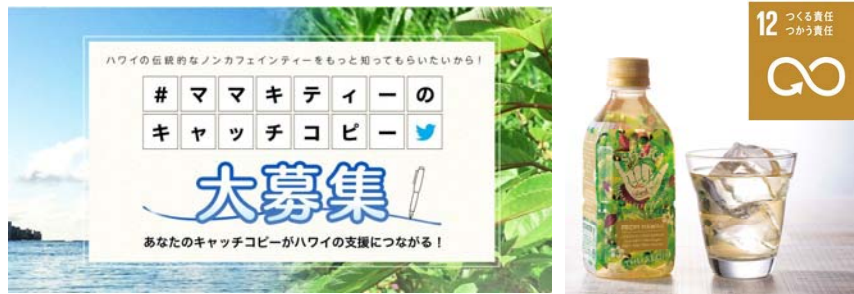 ハワイの伝統的なノンカフェインティーをもっと知ってもらいたいから!
#ママキティーの
キャッチコピー
大募集
あなたのキャッチコピーがハワイの支援につながる!
12 つくる責任
つかう責任